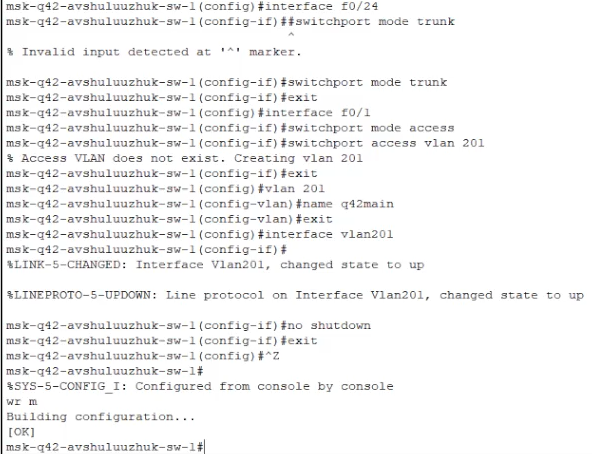 msk-q42-avshuluuzhuk-sw-1(config)#interface f0/24
msk-q42-avshuluuzhuk-sw-1(config-if)##switchport mode trunk
^
% Invalid input detected at '^' marker.
msk-q42-avshuluuzhuk-sw-1(config-if)#switchport mode trunk
msk-q42-avshuluuzhuk-sw-1(config-if)#exit
msk-q42-avshuluuzhuk-sw-1(config)#interface f0/1
msk-q42-avshuluuzhuk-sw-1(config-if)#switchport mode access
msk-q42-avshuluuzhuk-sw-1(config-if)#switchport access vlan 201
% Access VLAN does not exist. Creating vlan 201
msk-q42-avshuluuzhuk-sw-1(config-if)#exit
msk-q42-avshuluuzhuk-sw-1(config)#vlan 201
msk-q42-avshuluuzhuk-sw-1(config-vlan)#name q42main
msk-q42-avshuluuzhuk-sw-1(config-vlan)#exit
msk-q42-avshuluuzhuk-sw-1(config)#interface vlan201
msk-q42-avshuluuzhuk-sw-1(config-if)#
%LINK-5-CHANGED: Interface Vlan201, changed state to up
%LINEPROTO-5-UPDOWN: Line protocol on Interface Vlan201, changed state to up
msk-q42-avshuluuzhuk-sw-1(config-if)#no shutdown
msk-q42-avshuluuzhuk-sw-1(config-if)#exit
msk-q42-avshuluuzhuk-sw-1(config)#^Z
msk-q42-avshuluuzhuk-sw-1#
%SYS-5-CONFIG_I: Configured from console by console
wr m
Building configuration...
[OK]
msk-q42-avshuluuzhuk-sw-1#